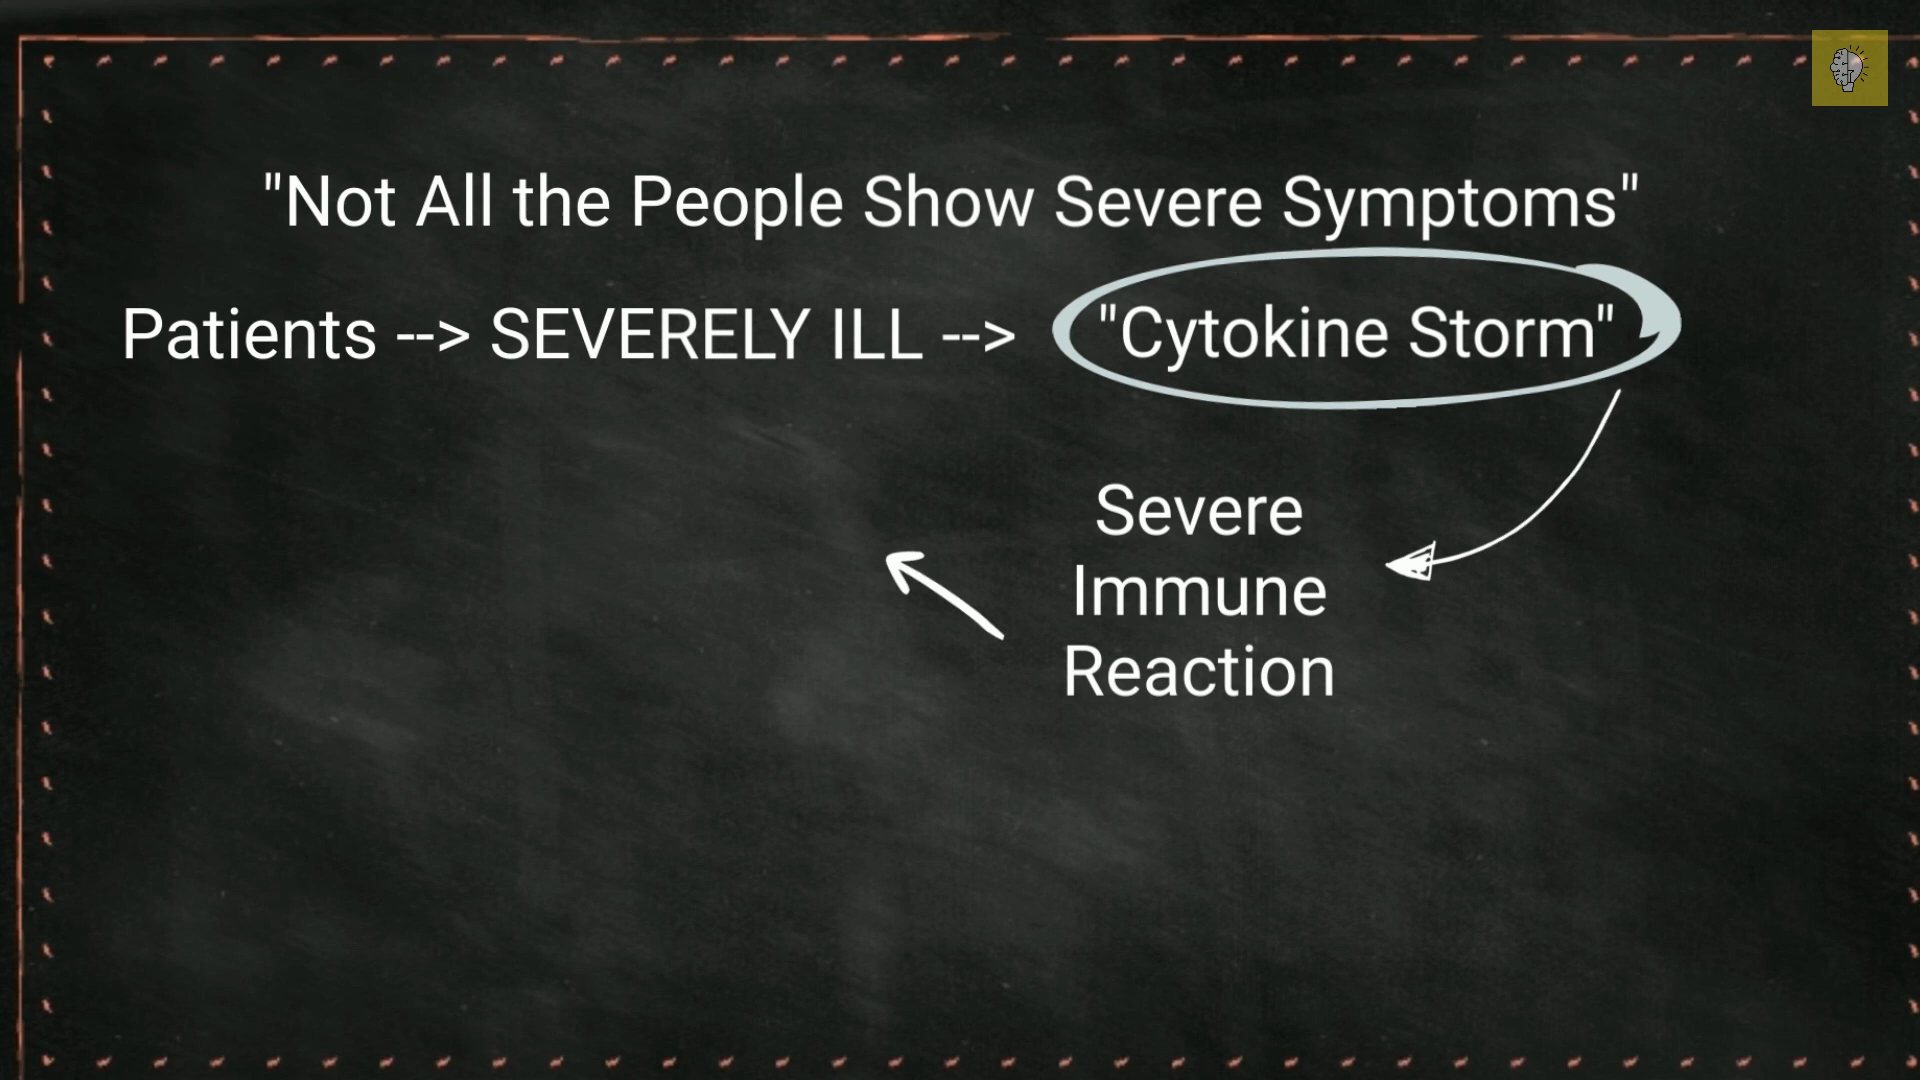 "Not All the People Show Severe Symptoms"
Patients --> SEVERELY ILL --> "Cytokine Storm"
Severe
Immune
Reaction